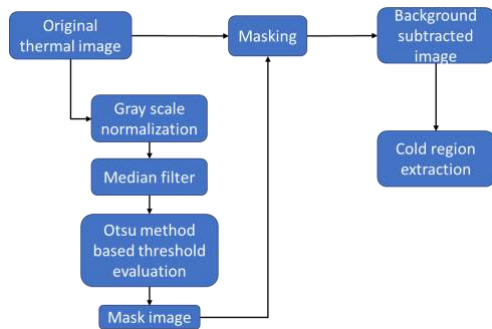 Original
thermal image
Masking
Background
subtracted
image
Gray scale
normalization
Median filter
Otsu method
based threshold
evaluation
Mask image
Cold region
extraction